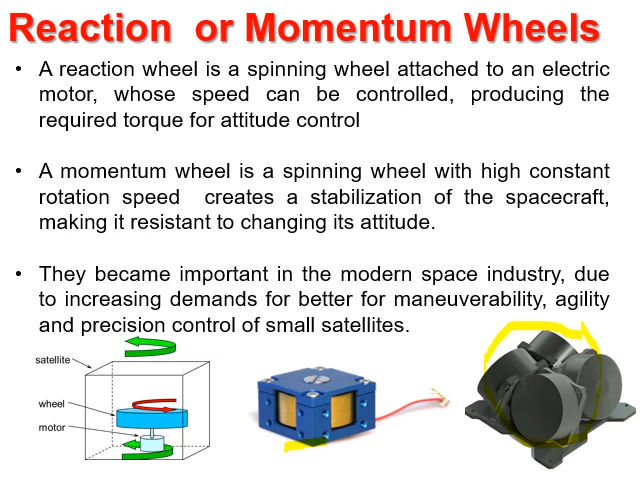 Reaction or Momentum Wheels
• A reaction wheel is a spinning wheel attached to an electric
motor, whose speed can be controlled, producing the
required torque for attitude control
• A momentum wheel is a spinning wheel with high constant
rotation speed creates a stabilization of the spacecraft,
making it resistant to changing its attitude.
• They became important in the modern space industry, due
to increasing demands for better for maneuverability, agility
and precision control of small satellites.
satellite
wheel
motor